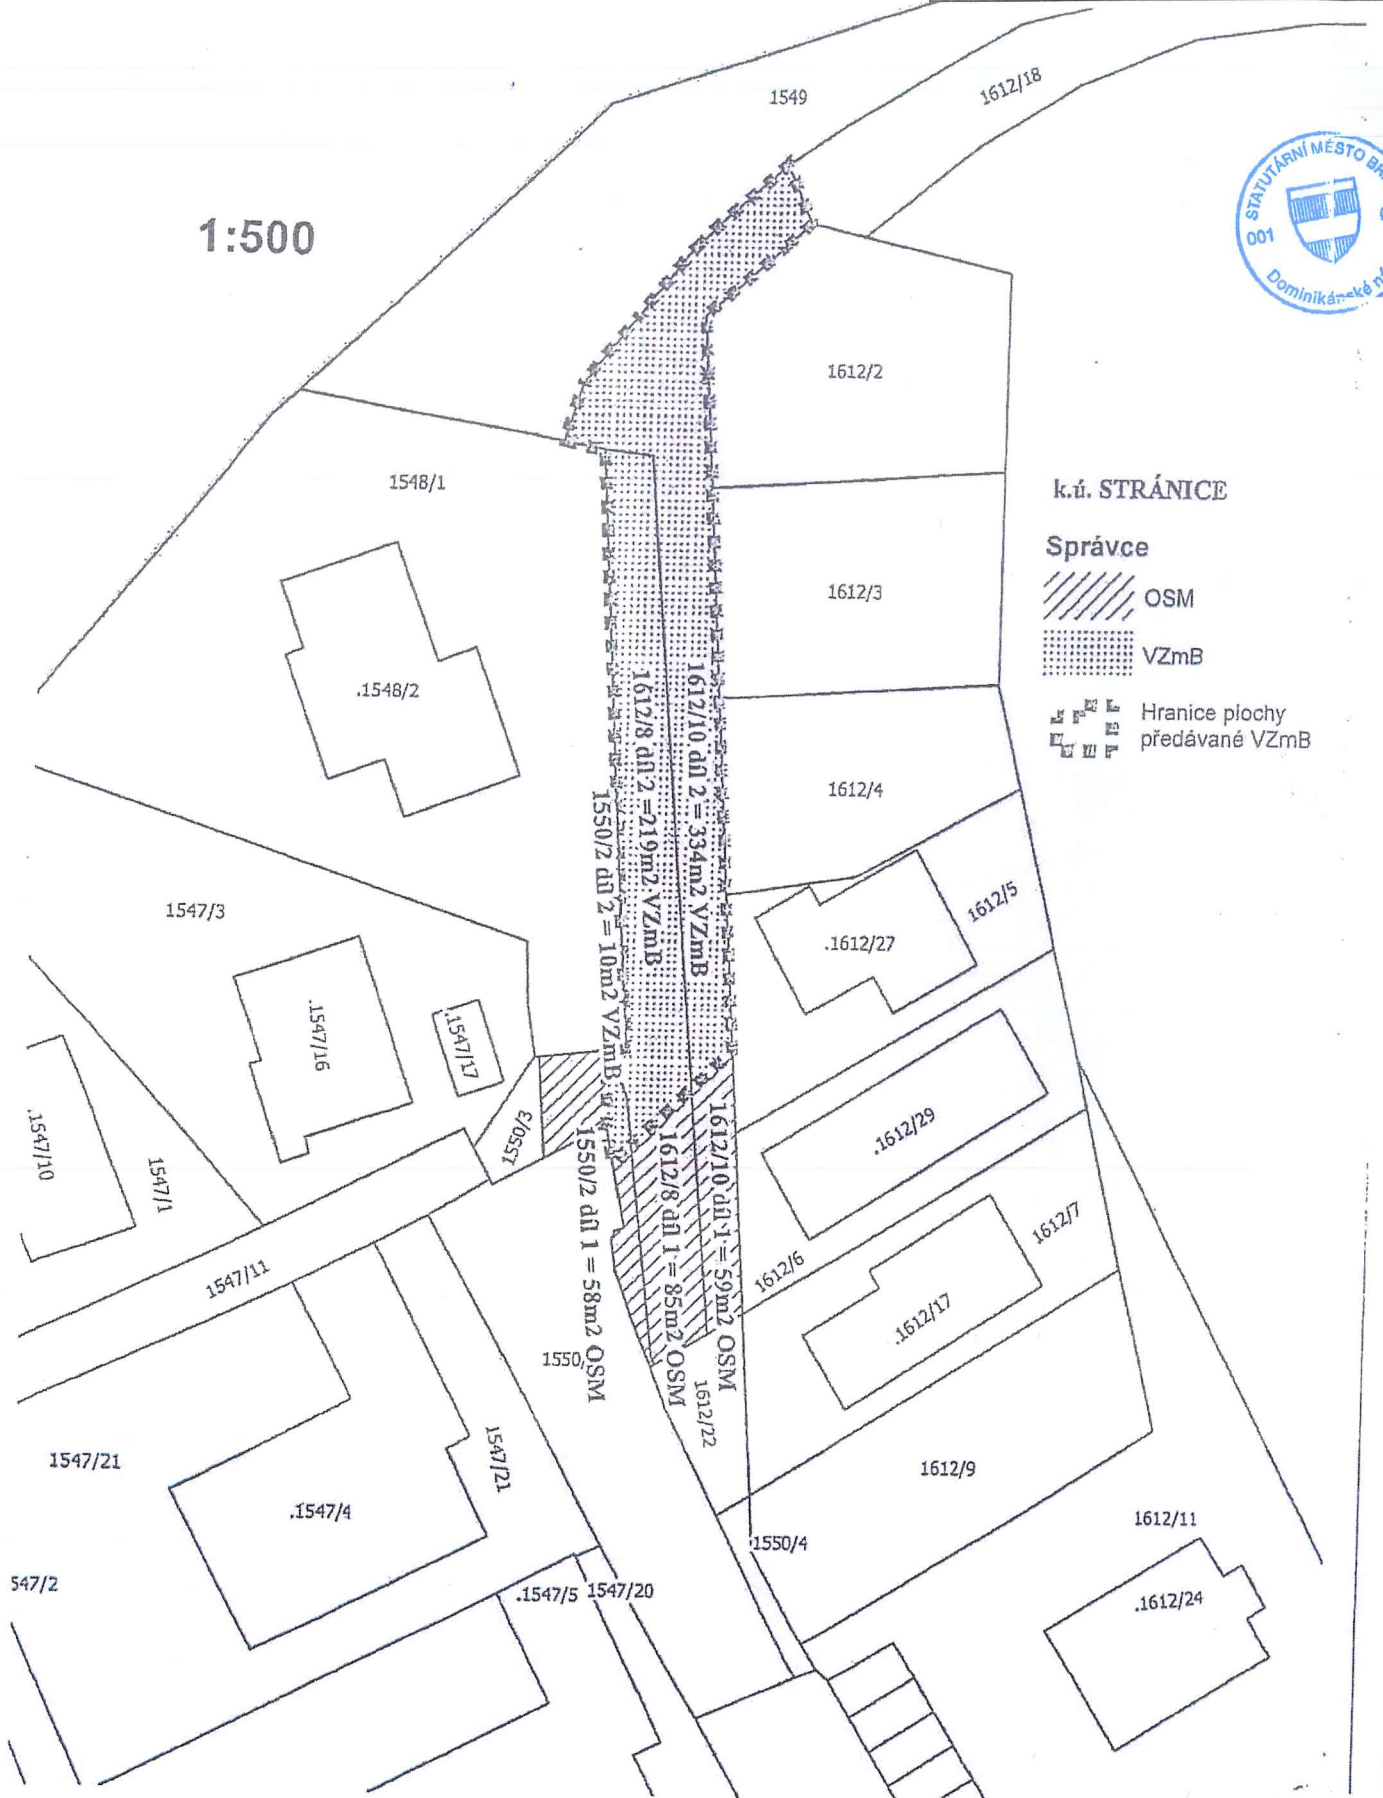 1549
1612/18
STATUTÁRNÍ MĚSTO
001
Dominikánské
1:500
1612/2
1548/1
k.ú. STRÁNICE
Správce
OSM
VZmB
Hranice plochy
předávané VZmB
1612/3
.1548/2
1612/8 díl 2 =219m2 VZmB
1612/10 díl 2 = 334m2 VZmB
1550/2 díl 2 = 10m2 VZmB
1612/4
1547/3
1612/5
.1612/27
.1547/16
.1547/17
.1547/10
1547/1
1550/3
.1612/29
1612/10 díl 1 = 59m2 OSM
1612/8 díl 1 = 85m2 OSM
1550/2 díl 1 = 58m2 OSM
1612/7
1612/6
1547/11
.1612/17
1550/
1612/22
1547/21
1547/21
1612/9
.1547/4
1612/11
1550/4
547/2
.1547/5
1547/20
.1612/24